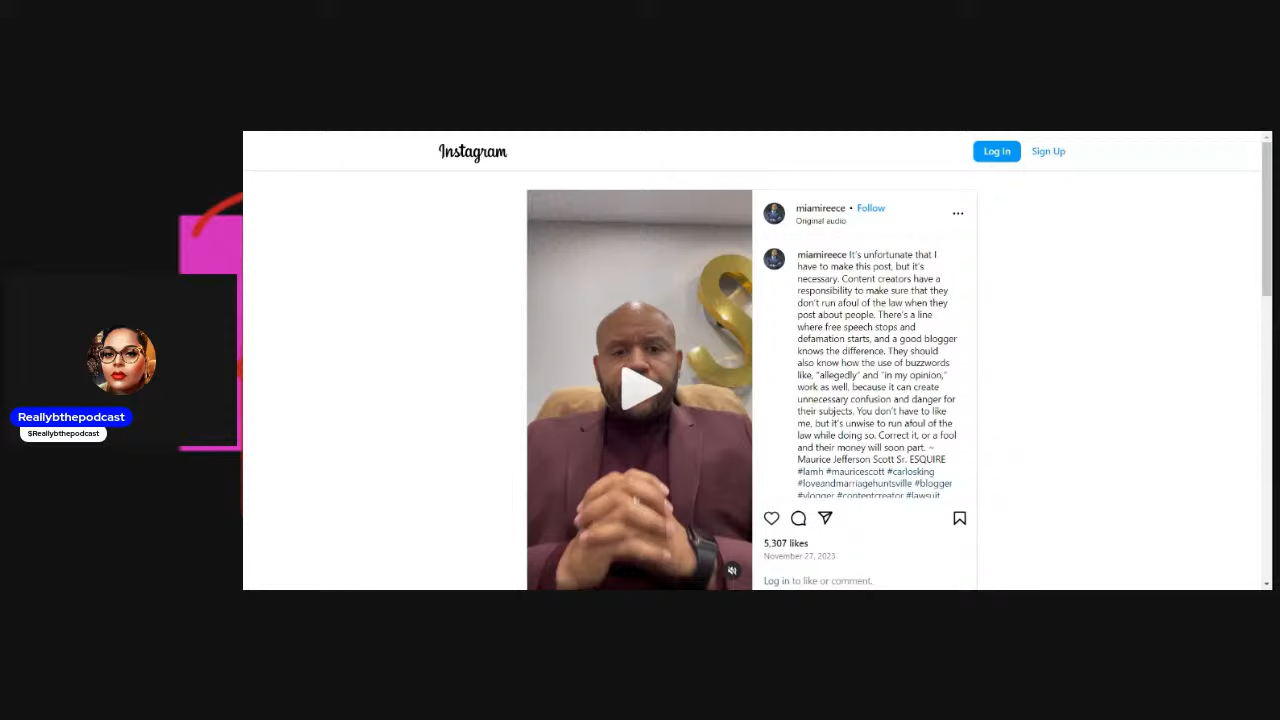 Instagram
Log In
Sign Up
miamireece • Follow
Original audio
miamireece It's unfortunate that I
have to make this post, but it's
necessary. Content creators have a
responsibility to make sure that they
don't run afoul of the law when they
post about people. There's a line
where free speech stops and
defamation starts, and a good blogger
knows the difference. They should
also know how the use of buzzwords
like, "allegedly" and "in my opinion,"
work as well, because it can create
unnecessary confusion and danger for
their subjects. You don't have to like
me, but it's unwise to run afoul of the
law while doing so. Correct it, or a fool
and their money will soon part. ~
Maurice Jefferson Scott Sr. ESQUIRE
#lamh #mauricescott #carlosking
#loveandmarriagehuntsville #blogger
#vlogger #contentcreator #lawsuit
5,307 likes
November 27, 2023
Log in to like or comment.
S
Reallybthepodcast
$Reallybthepodcast